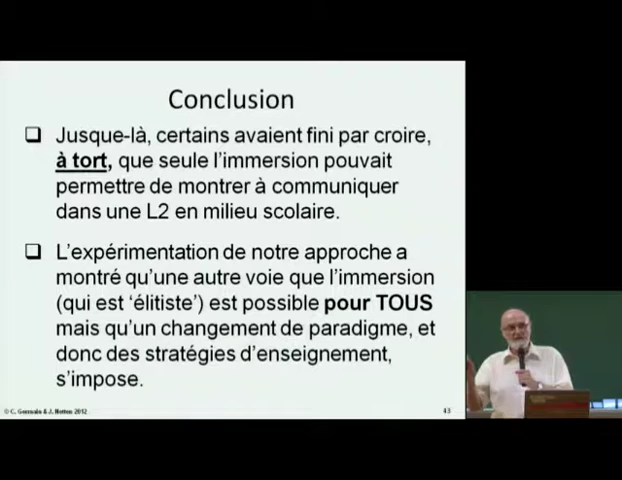 Conclusion
❑ Jusque-là, certains avaient fini par croire,
à tort, que seule l'immersion pouvait
permettre de montrer à communiquer
dans une L2 en milieu scolaire.
❑ L'expérimentation de notre approche a
montré qu'une autre voie que l'immersion
(qui est 'élitiste') est possible pour TOUS
mais qu'un changement de paradigme, et
donc des stratégies d'enseignement,
s'impose.
© C. Germain & J. Netten 2012
43